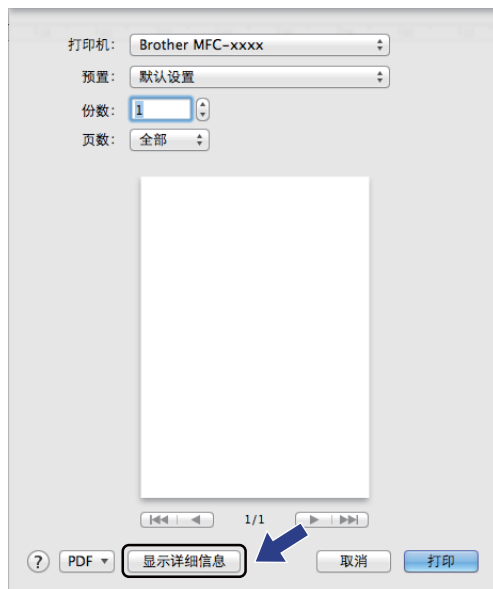 打印机: Brother MFC-xxxx
预置: 默认设置
份数: 1
页数: 全部
1/1
? PDF 显示详细信息 取消 打印